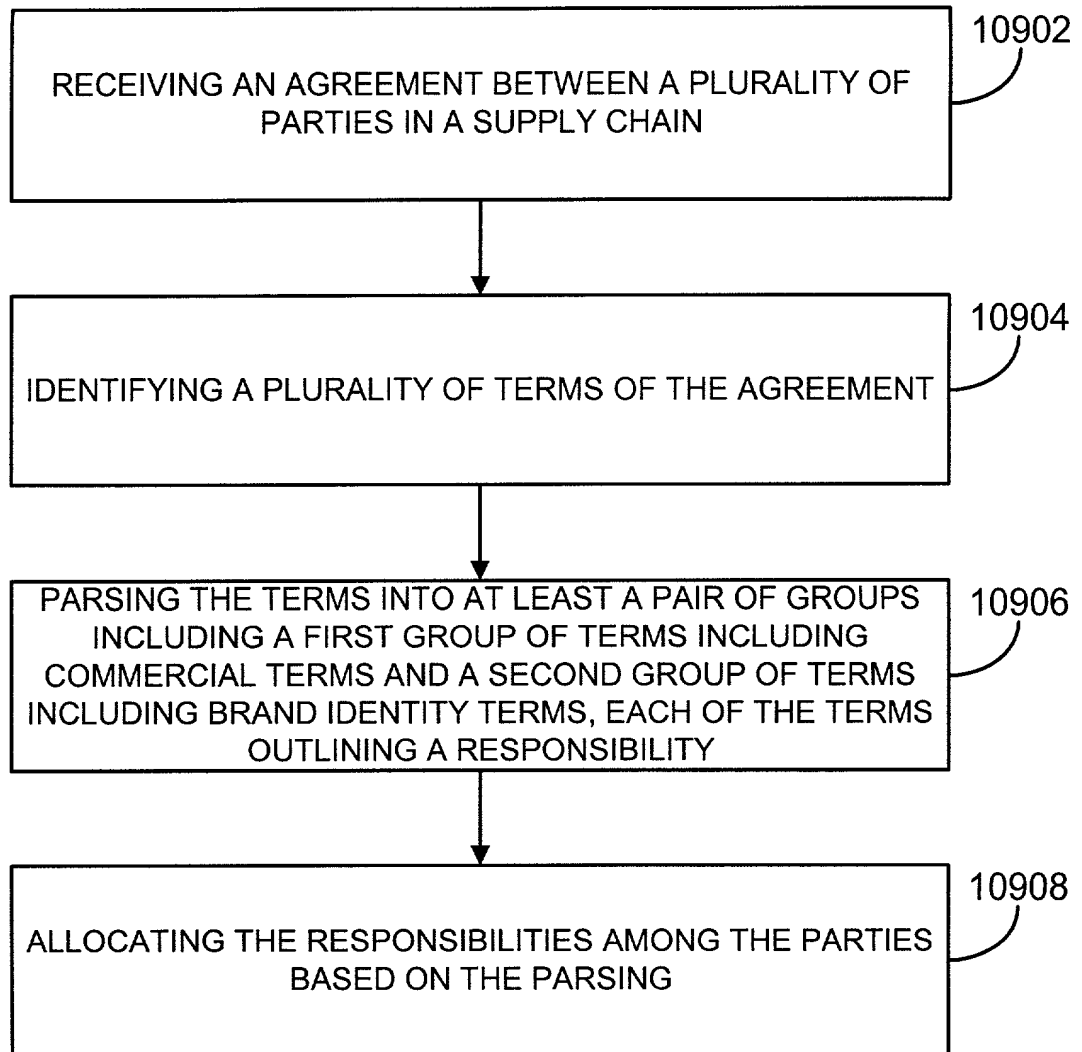 10902
RECEIVING AN AGREEMENT BETWEEN A PLURALITY OF
PARTIES IN A SUPPLY CHAIN
10904
IDENTIFYING A PLURALITY OF TERMS OF THE AGREEMENT
10906
PARSING THE TERMS INTO AT LEAST A PAIR OF GROUPS
INCLUDING A FIRST GROUP OF TERMS INCLUDING
COMMERCIAL TERMS AND A SECOND GROUP OF TERMS
INCLUDING BRAND IDENTITY TERMS, EACH OF THE TERMS
OUTLINING A RESPONSIBILITY
10908
ALLOCATING THE RESPONSIBILITIES AMONG THE PARTIES
BASED ON THE PARSING